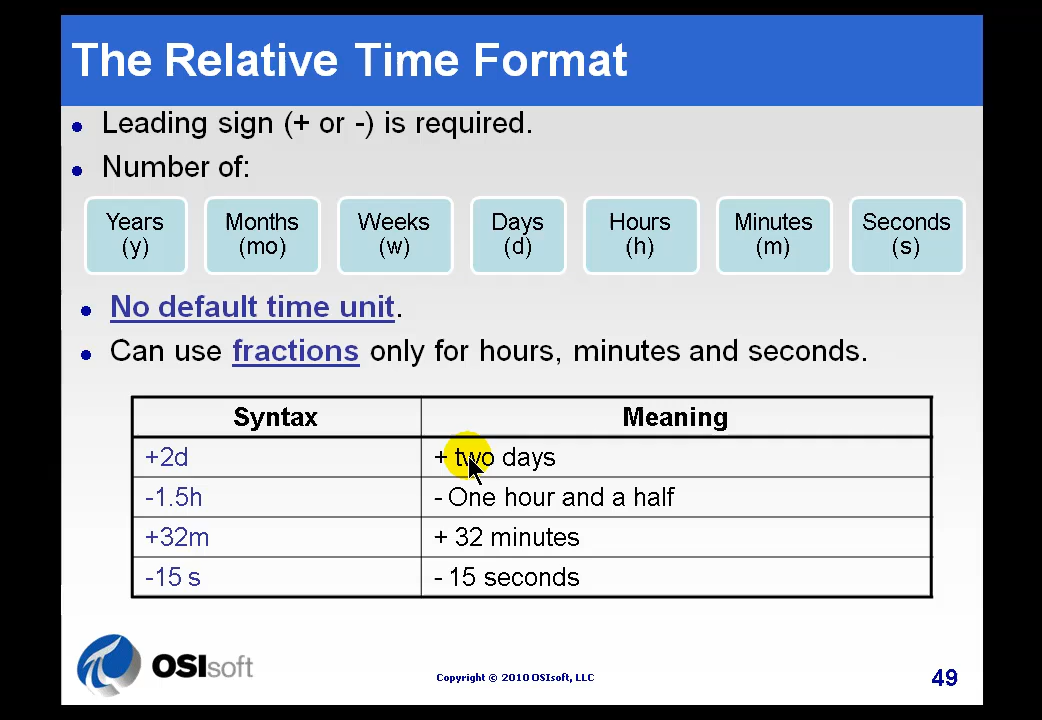 The Relative Time Format
Leading sign (+ or -) is required.
Number of:
Years Months Weeks Days Hours Minutes Seconds
(y) (mo) (w) (d) (h) (m) (s)
No default time unit.
Can use fractions only for hours, minutes and seconds.
Syntax Meaning
+2d + two days
-1.5h - One hour and a half
+32m + 32 minutes
-15 s - 15 seconds
OSIsoft Copyright © 2010 OSIsoft, LLC 49